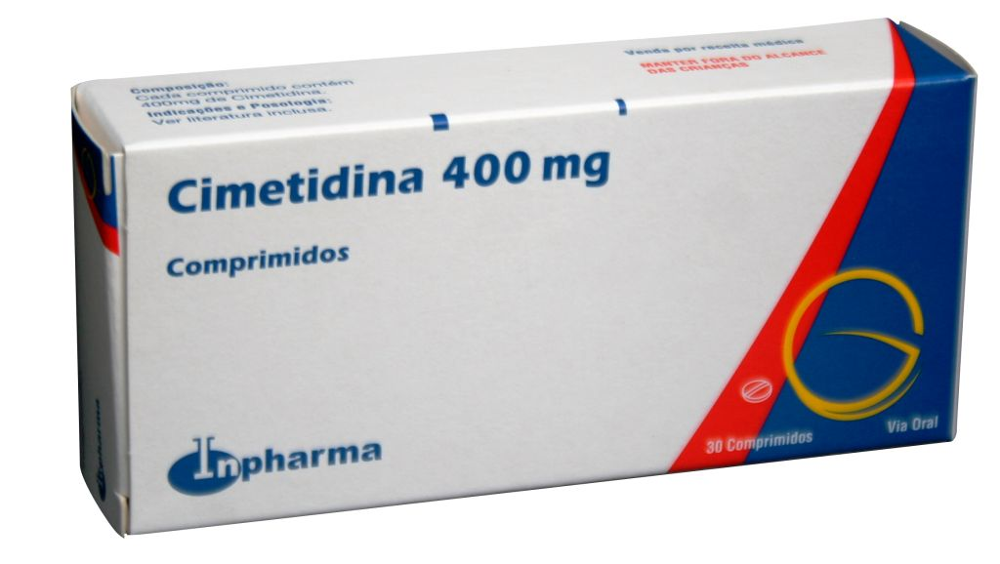 Composição:
Cada comprimido contém
400mg de Cimetidina.
Indicações e Posologia:
Ver literatura inclusa.
Venda por receita médica
MANTER FORA DO ALCANCE
DAS CRIANÇAS
Cimetidina 400 mg
Comprimidos
Inpharma
30 Comprimidos
Via Oral
Inpharma